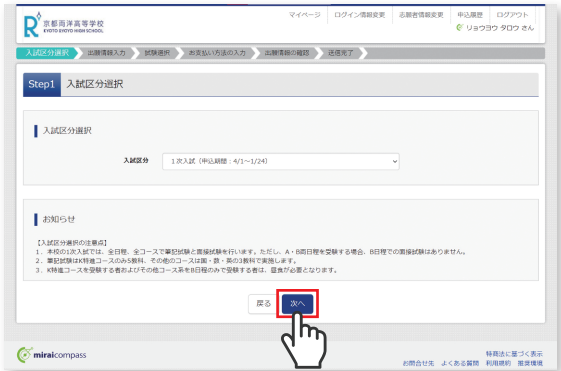 マイページ ログイン情報変更 志願者情報変更 申込履歴 ログアウト
京都両洋高等学校
KYOTO RYOYO HIGH SCHOOL
リョウヨウ タロウ さん
入試区分選択 出願情報入力 試験選択 お支払い方法の入力 出願情報の確認 送信完了
Step1 入試区分選択
入試区分選択
入試区分 1次入試（申込期間：4/1～1/24）
お知らせ
【入試区分選択の注意点】
1．本校の1次入試では、全日程、全コースで筆記試験と面接試験を行います。ただし、A・B両日程を受験する場合、B日程での面接試験はありません。
2．筆記試験はK特進コースのみ5教科、その他のコースは国・数・英の3教科で実施します。
3．K特進コースを受験する者およびその他コース系をB日程のみで受験する者は、昼食が必要となります。
戻る 次へ
miraicompass
特商法に基づく表示
お問合せ先 よくある質問 利用規約 推奨環境